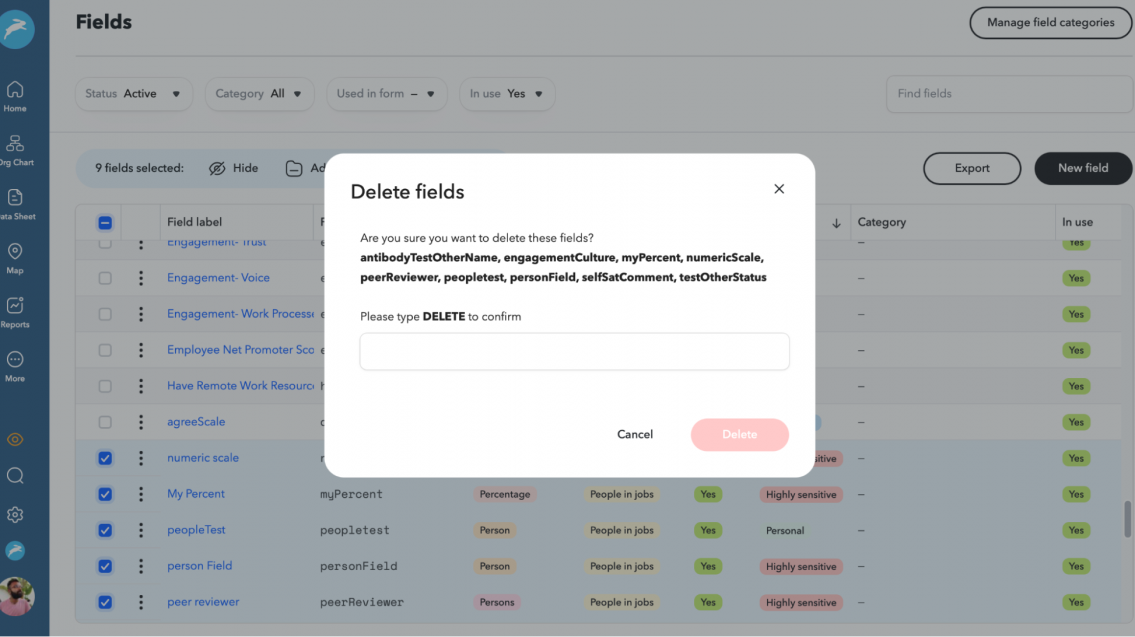 Fields
Manage field categories
Status Active
Category All
Used in form –
In use Yes
Find fields
Home
Org Chart
Data Sheet
Map
Reports
More
9 fields selected:
Hide
Export
New field
Field label
Category
In use
Delete fields
Are you sure you want to delete these fields?
antibodyTestOtherName, engagementCulture, myPercent, numericScale,
peerReviewer, peopletest, personField, selfSatComment, testOtherStatus
Please type DELETE to confirm
Cancel
Delete
Engagement- Trust – Yes
Engagement- Voice – Yes
Engagement- Work Process – Yes
Employee Net Promoter Sco – Yes
Have Remote Work Resourc – Yes
agreeScale – Yes
numeric scale sitive – Yes
My Percent myPercent Percentage People in jobs Yes Highly sensitive – Yes
peopleTest peopletest Person People in jobs Yes Personal – Yes
person Field personField Person People in jobs Yes Highly sensitive – Yes
peer reviewer peerReviewer Persons People in jobs Yes Highly sensitive – Yes